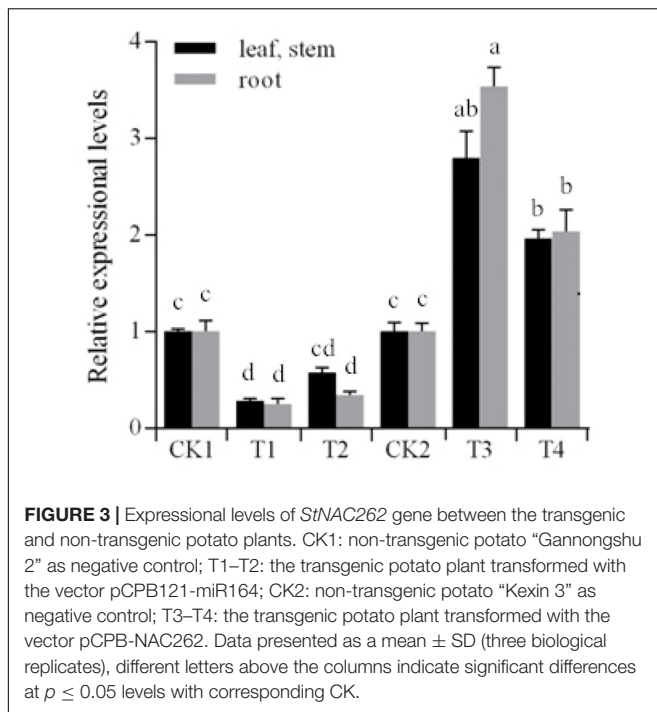 4
3
2
1
0
Relative expressional levels
leaf, stem
root
c c
d d
cd d
c c
ab a
b b
CK1 T1 T2 CK2 T3 T4
FIGURE 3 | Expressional levels of StNAC262 gene between the transgenic
and non-transgenic potato plants. CK1: non-transgenic potato “Gannongshu
2” as negative control; T1–T2: the transgenic potato plant transformed with
the vector pCPB121-miR164; CK2: non-transgenic potato “Kexin 3” as
negative control; T3–T4: the transgenic potato plant transformed with the
vector pCPB-NAC262. Data presented as a mean ± SD (three biological
replicates), different letters above the columns indicate significant differences
at p ≤ 0.05 levels with corresponding CK.